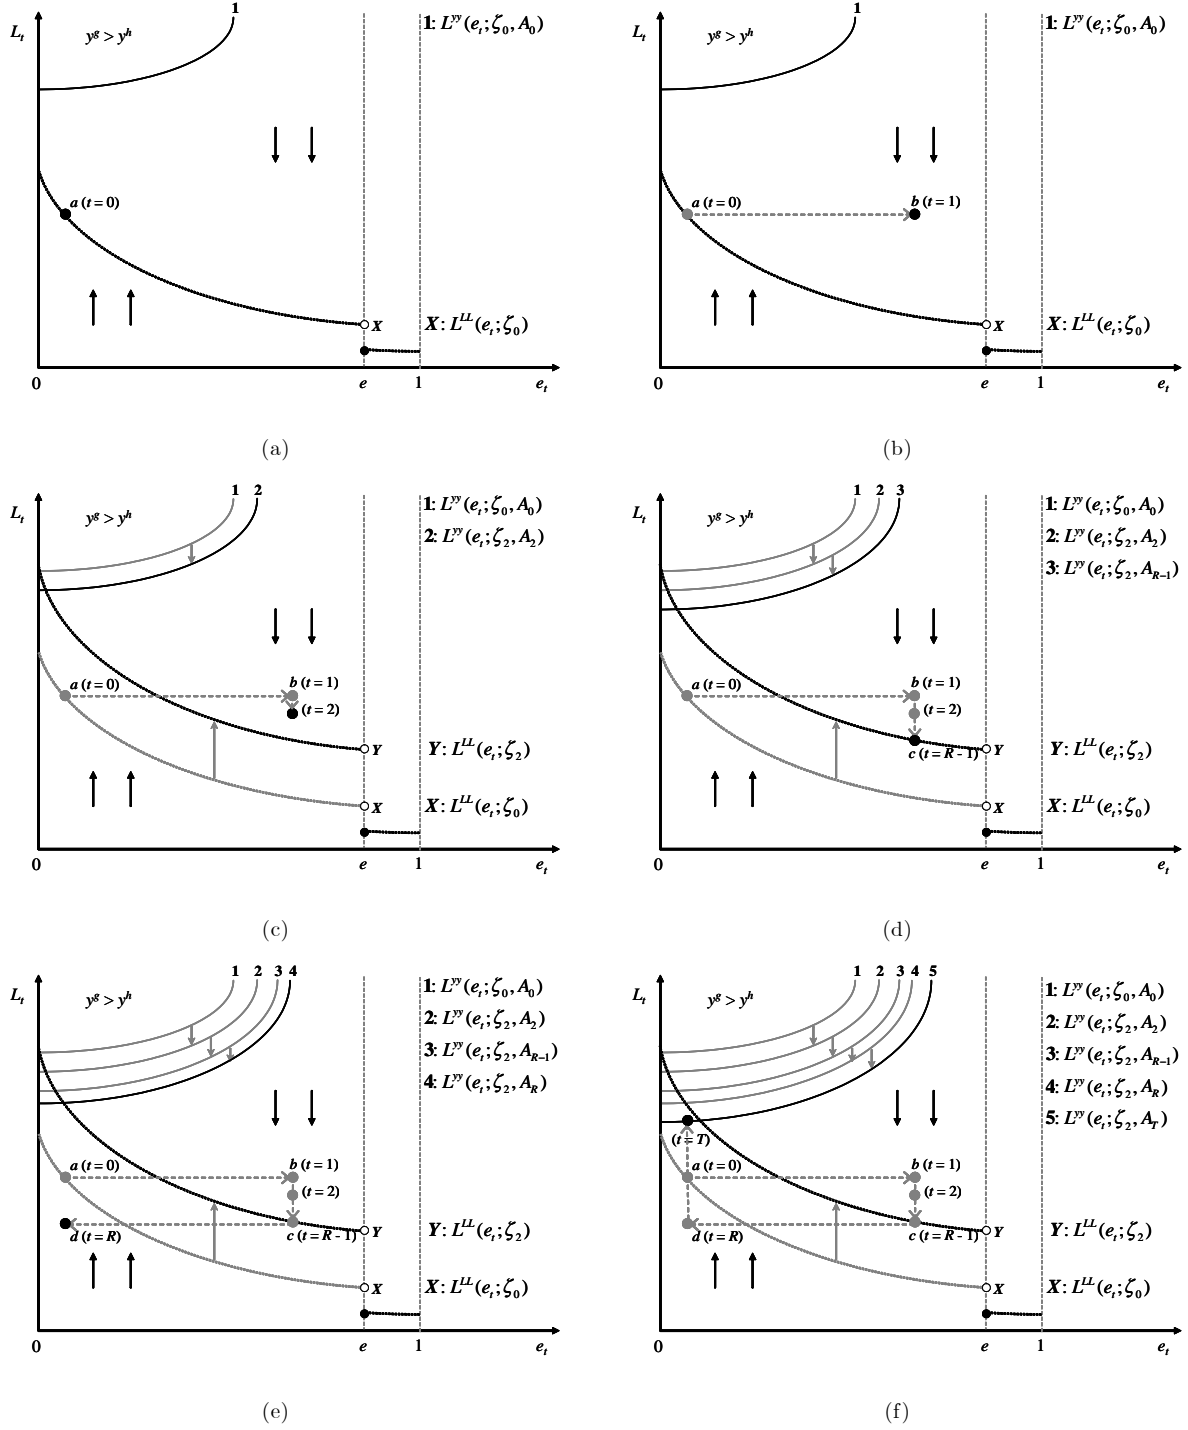 1
1: L^yy(e_t; ζ_0, A_0)
L_t
y^g > y^h
a (t = 0)
X
X: L^LL(e_t; ζ_0)
0
e
1
e_t
(a)
1
1: L^yy(e_t; ζ_0, A_0)
L_t
y^g > y^h
a (t = 0)
b (t = 1)
X
X: L^LL(e_t; ζ_0)
0
e
1
e_t
(b)
1 2
1: L^yy(e_t; ζ_0, A_0)
L_t
y^g > y^h
2: L^yy(e_t; ζ_2, A_2)
a (t = 0)
b (t = 1)
(t = 2)
Y
Y: L^LL(e_t; ζ_2)
X
X: L^LL(e_t; ζ_0)
0
e
1
e_t
(c)
1 2 3
1: L^yy(e_t; ζ_0, A_0)
L_t
y^g > y^h
2: L^yy(e_t; ζ_2, A_2)
3: L^yy(e_t; ζ_2, A_R-1)
a (t = 0)
b (t = 1)
(t = 2)
c (t = R - 1)
Y
Y: L^LL(e_t; ζ_2)
X
X: L^LL(e_t; ζ_0)
0
e
1
e_t
(d)
1 2 3 4
1: L^yy(e_t; ζ_0, A_0)
L_t
y^g > y^h
2: L^yy(e_t; ζ_2, A_2)
3: L^yy(e_t; ζ_2, A_R-1)
4: L^yy(e_t; ζ_2, A_R)
a (t = 0)
b (t = 1)
(t = 2)
d (t = R)
c (t = R - 1)
Y
Y: L^LL(e_t; ζ_2)
X
X: L^LL(e_t; ζ_0)
0
e
1
e_t
(e)
1 2 3 4 5
1: L^yy(e_t; ζ_0, A_0)
L_t
y^g > y^h
2: L^yy(e_t; ζ_2, A_2)
3: L^yy(e_t; ζ_2, A_R-1)
4: L^yy(e_t; ζ_2, A_R)
5: L^yy(e_t; ζ_2, A_T)
(t = T)
a (t = 0)
b (t = 1)
(t = 2)
d (t = R)
c (t = R - 1)
Y
Y: L^LL(e_t; ζ_2)
X
X: L^LL(e_t; ζ_0)
0
e
1
e_t
(f)